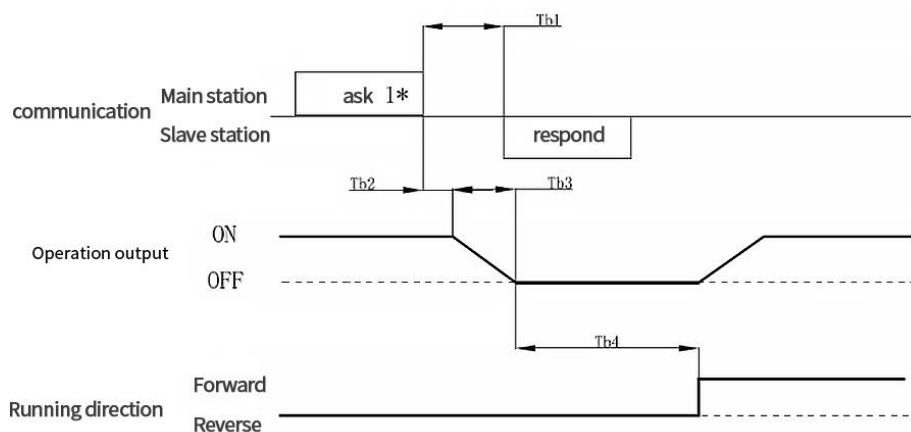 Tb1
Main station ask 1*
communication
Slave station respond
Tb2 Tb3
ON
Operation output
OFF
Tb4
Forward
Running direction
Reverse